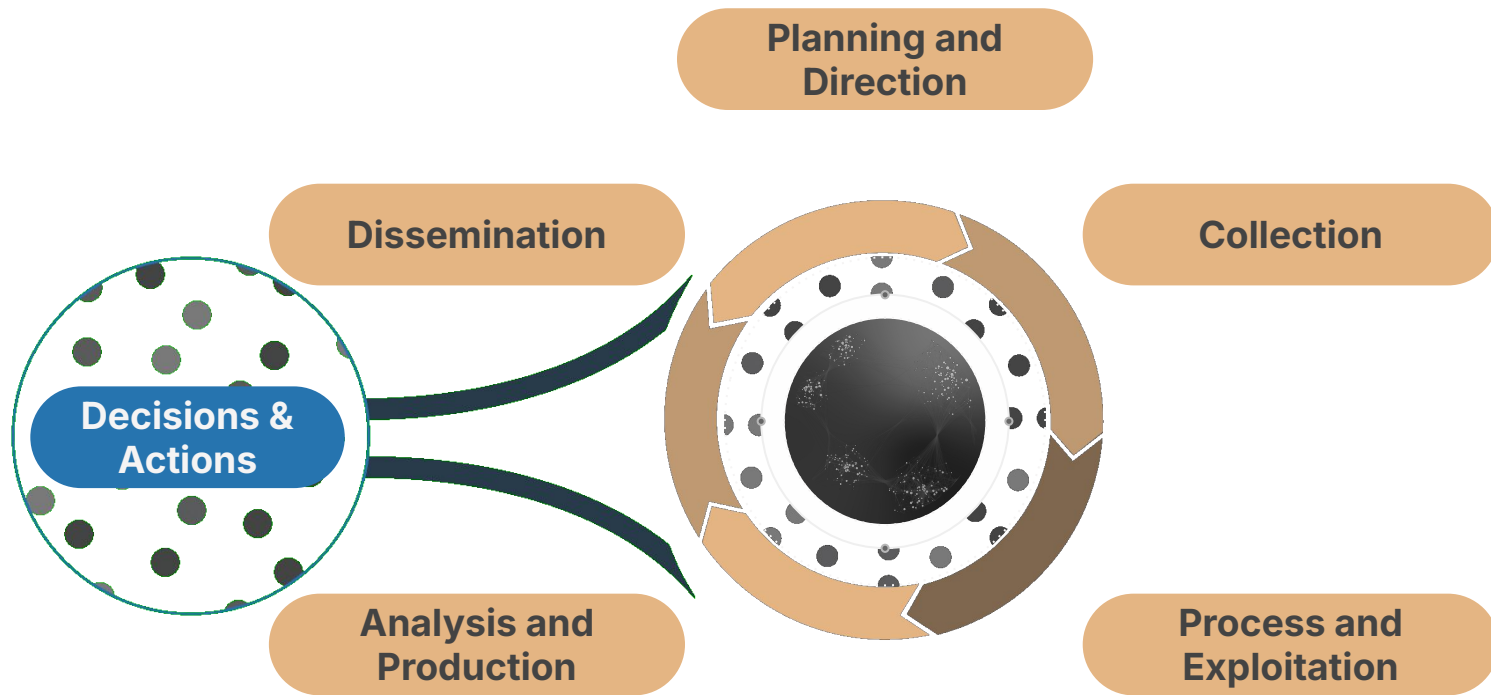 Planning and
Direction
Dissemination
Collection
Decisions &
Actions
Analysis and
Production
Process and
Exploitation